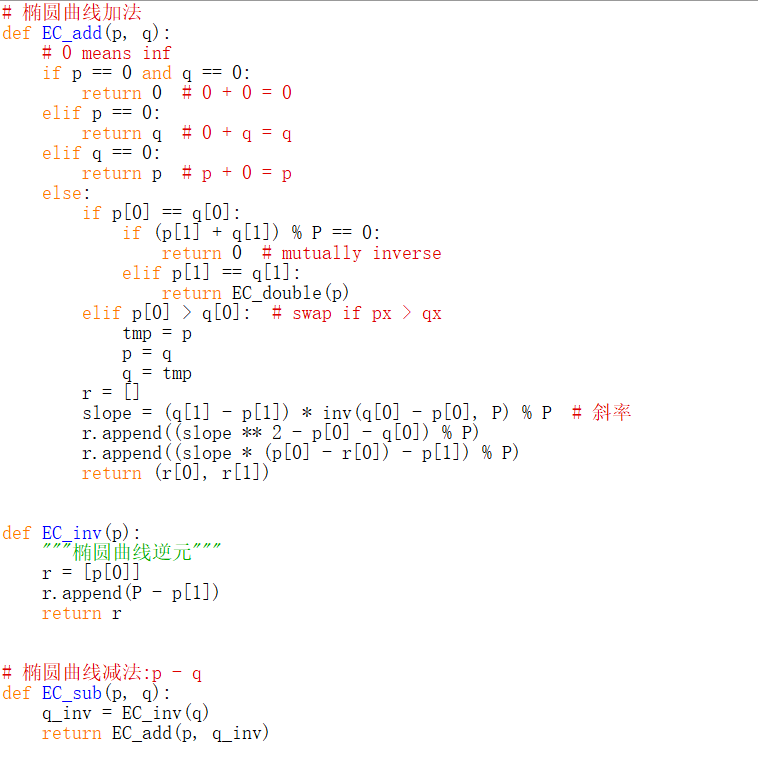 # 椭圆曲线加法
def EC_add(p, q):
    # 0 means inf
    if p == 0 and q == 0:
        return 0  # 0 + 0 = 0
    elif p == 0:
        return q  # 0 + q = q
    elif q == 0:
        return p  # p + 0 = p
    else:
        if p[0] == q[0]:
            if (p[1] + q[1]) % P == 0:
                return 0  # mutually inverse
            elif p[1] == q[1]:
                return EC_double(p)
        elif p[0] > q[0]:  # swap if px > qx
            tmp = p
            p = q
            q = tmp
        r = []
        slope = (q[1] - p[1]) * inv(q[0] - p[0], P) % P  # 斜率
        r.append((slope ** 2 - p[0] - q[0]) % P)
        r.append((slope * (p[0] - r[0]) - p[1]) % P)
        return (r[0], r[1])
def EC_inv(p):
    """椭圆曲线逆元"""
    r = [p[0]]
    r.append(P - p[1])
    return r
# 椭圆曲线减法:p - q
def EC_sub(p, q):
    q_inv = EC_inv(q)
    return EC_add(p, q_inv)